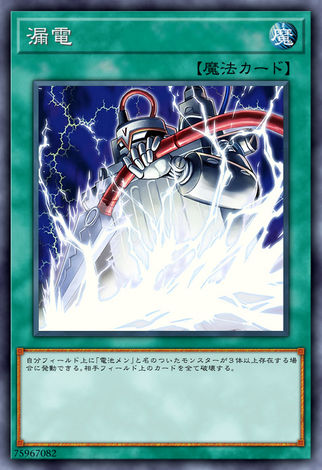 漏電
魔
【魔法カード】
自分フィールド上に「電池メン」と名のついたモンスターが３体以上存在する場
合に発動できる。相手フィールド上のカードを全て破壊する。
75967082